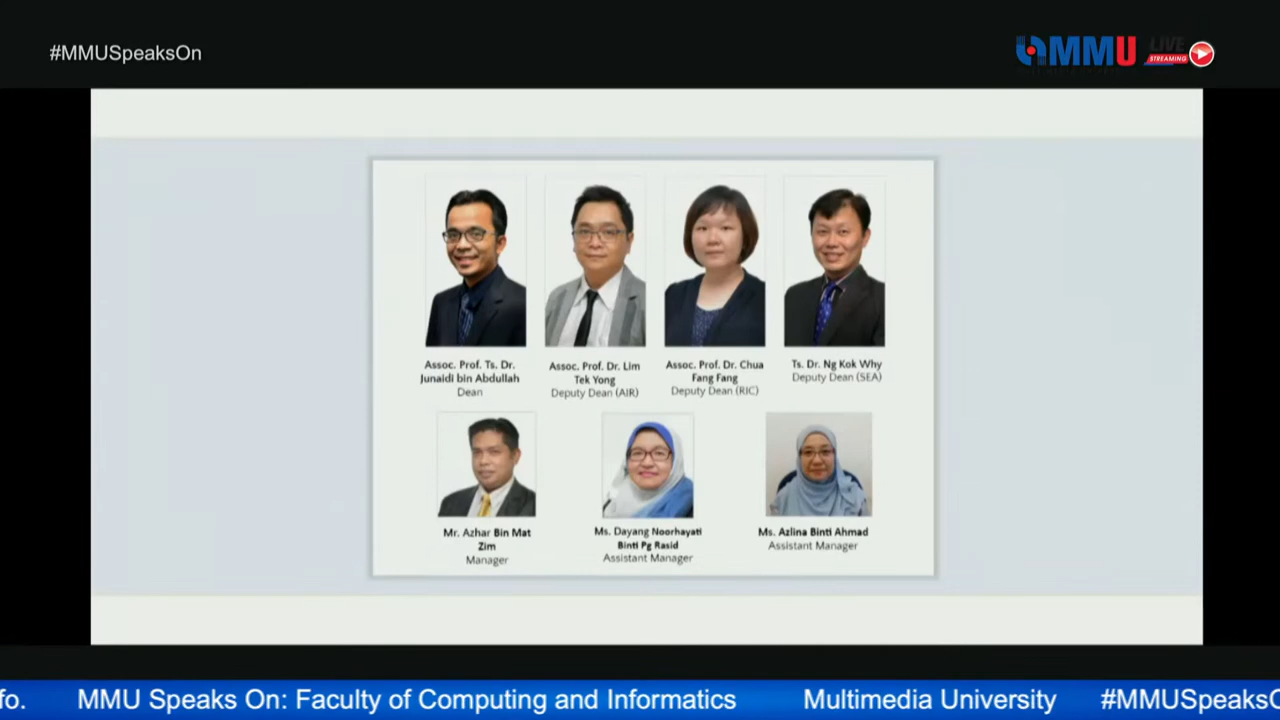 #MMUSpeaksOn
MMU
LIVE
STREAMING
Assoc. Prof. Ts. Dr.
Junaidi bin Abdullah
Dean
Assoc. Prof. Dr. Lim
Tek Yong
Deputy Dean (AIR)
Assoc. Prof. Dr. Chua
Fang Fang
Deputy Dean (RIC)
Ts. Dr. Ng Kok Why
Deputy Dean (SEA)
Mr. Azhar Bin Mat
Zim
Manager
Ms. Dayang Noorhayati
Binti Pg Rasid
Assistant Manager
Ms. Azlina Binti Ahmad
Assistant Manager
fo. MMU Speaks On: Faculty of Computing and Informatics Multimedia University #MMUSpeaksO